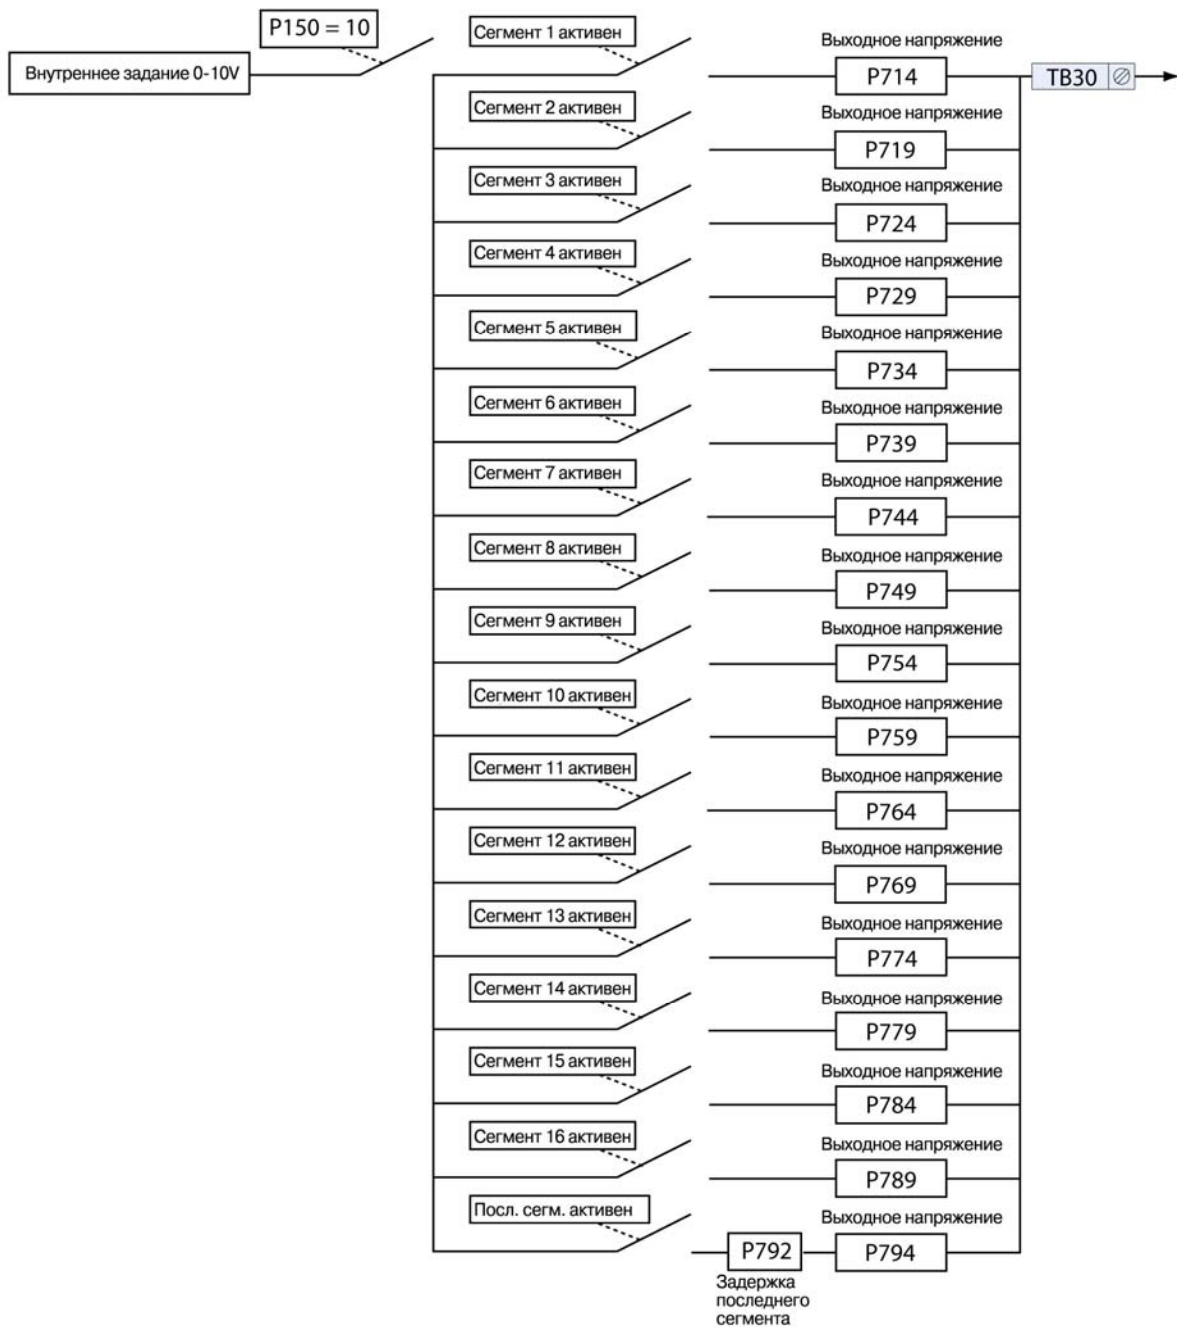 P150 = 10
Внутреннее задание 0-10V
Сегмент 1 активен
Выходное напряжение
P714
TB30
Сегмент 2 активен
Выходное напряжение
P719
Сегмент 3 активен
Выходное напряжение
P724
Сегмент 4 активен
Выходное напряжение
P729
Сегмент 5 активен
Выходное напряжение
P734
Сегмент 6 активен
Выходное напряжение
P739
Сегмент 7 активен
Выходное напряжение
P744
Сегмент 8 активен
Выходное напряжение
P749
Сегмент 9 активен
Выходное напряжение
P754
Сегмент 10 активен
Выходное напряжение
P759
Сегмент 11 активен
Выходное напряжение
P764
Сегмент 12 активен
Выходное напряжение
P769
Сегмент 13 активен
Выходное напряжение
P774
Сегмент 14 активен
Выходное напряжение
P779
Сегмент 15 активен
Выходное напряжение
P784
Сегмент 16 активен
Выходное напряжение
P789
Посл. сегм. активен
Выходное напряжение
P792
P794
Задержка
последнего
сегмента